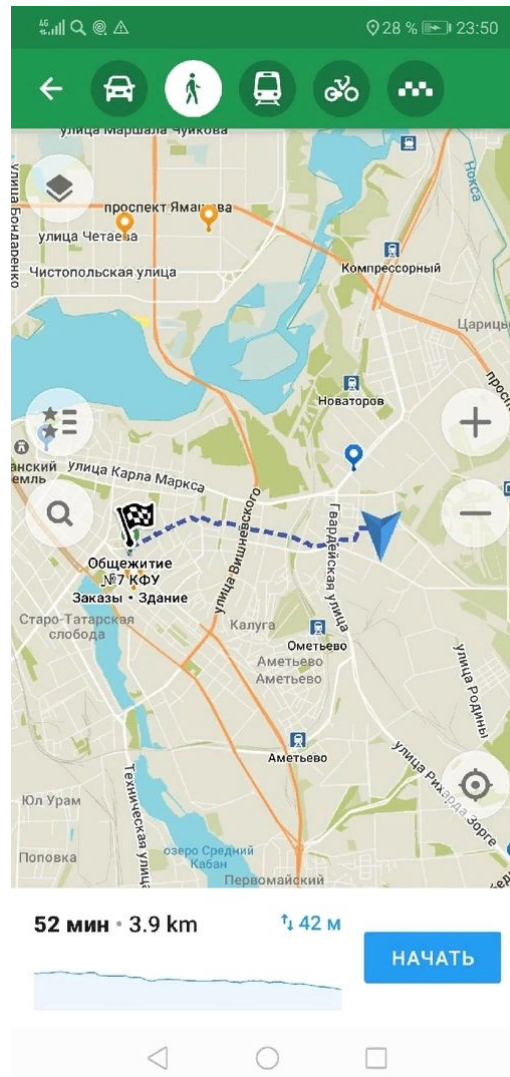 4G
28 %
23:50
улица Маршала Чуйкова
улица Бондаренко
Нокса
проспект Ямашева
улица Четаева
Компрессорный
Чистопольская улица
Новаторов
улица Карла Маркса
улица Вишневского
Гвардейская улица
Общежитие
№7 КФУ
Заказы • Здание
Старо-Татарская
слобода
Калуга
Ометьево
Аметьево
Аметьево
улица Родины
Аметьево
улица Рихарда Зорге
Юл Урам
Техническая улица
Поповка
озеро Средний
Кабан
Первомайский
52 мин • 3.9 km
42 м
НАЧАТЬ